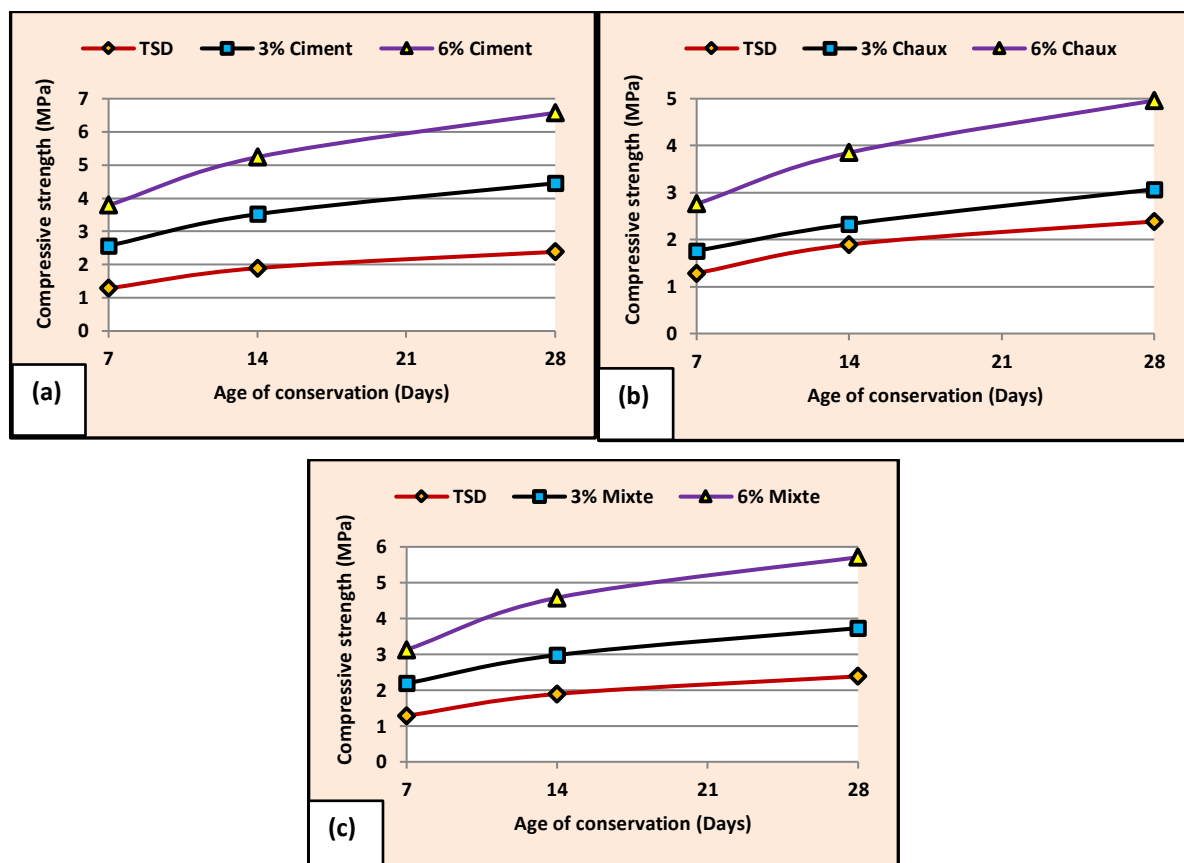 TSD 3% Ciment 6% Ciment
Compressive strength (MPa)
7
6
5
4
3
2
1
0
7 14 21 28
Age of conservation (Days)
(a)
TSD 3% Chaux 6% Chaux
Compressive strength (MPa)
5
4
3
2
1
0
7 14 21 28
Age of conservation (Days)
(b)
TSD 3% Mixte 6% Mixte
Compressive strength (MPa)
6
5
4
3
2
1
0
7 14 21 28
Age of conservation (Days)
(c)